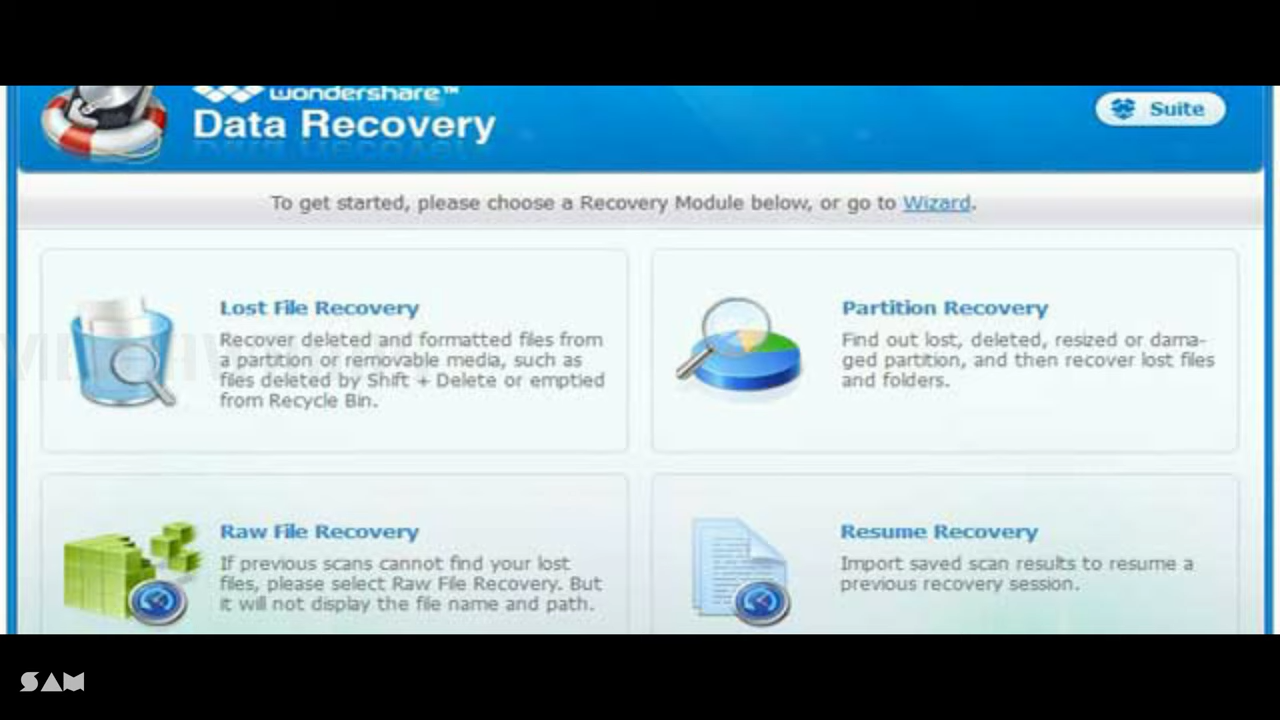 wondershare™
Data Recovery
Suite
To get started, please choose a Recovery Module below, or go to Wizard.
Lost File Recovery
Recover deleted and formatted files from
a partition or removable media, such as
files deleted by Shift + Delete or emptied
from Recycle Bin.
Partition Recovery
Find out lost, deleted, resized or dama-
ged partition, and then recover lost files
and folders.
Raw File Recovery
If previous scans cannot find your lost
files, please select Raw File Recovery. But
it will not display the file name and path.
Resume Recovery
Import saved scan results to resume a
previous recovery session.
SAM